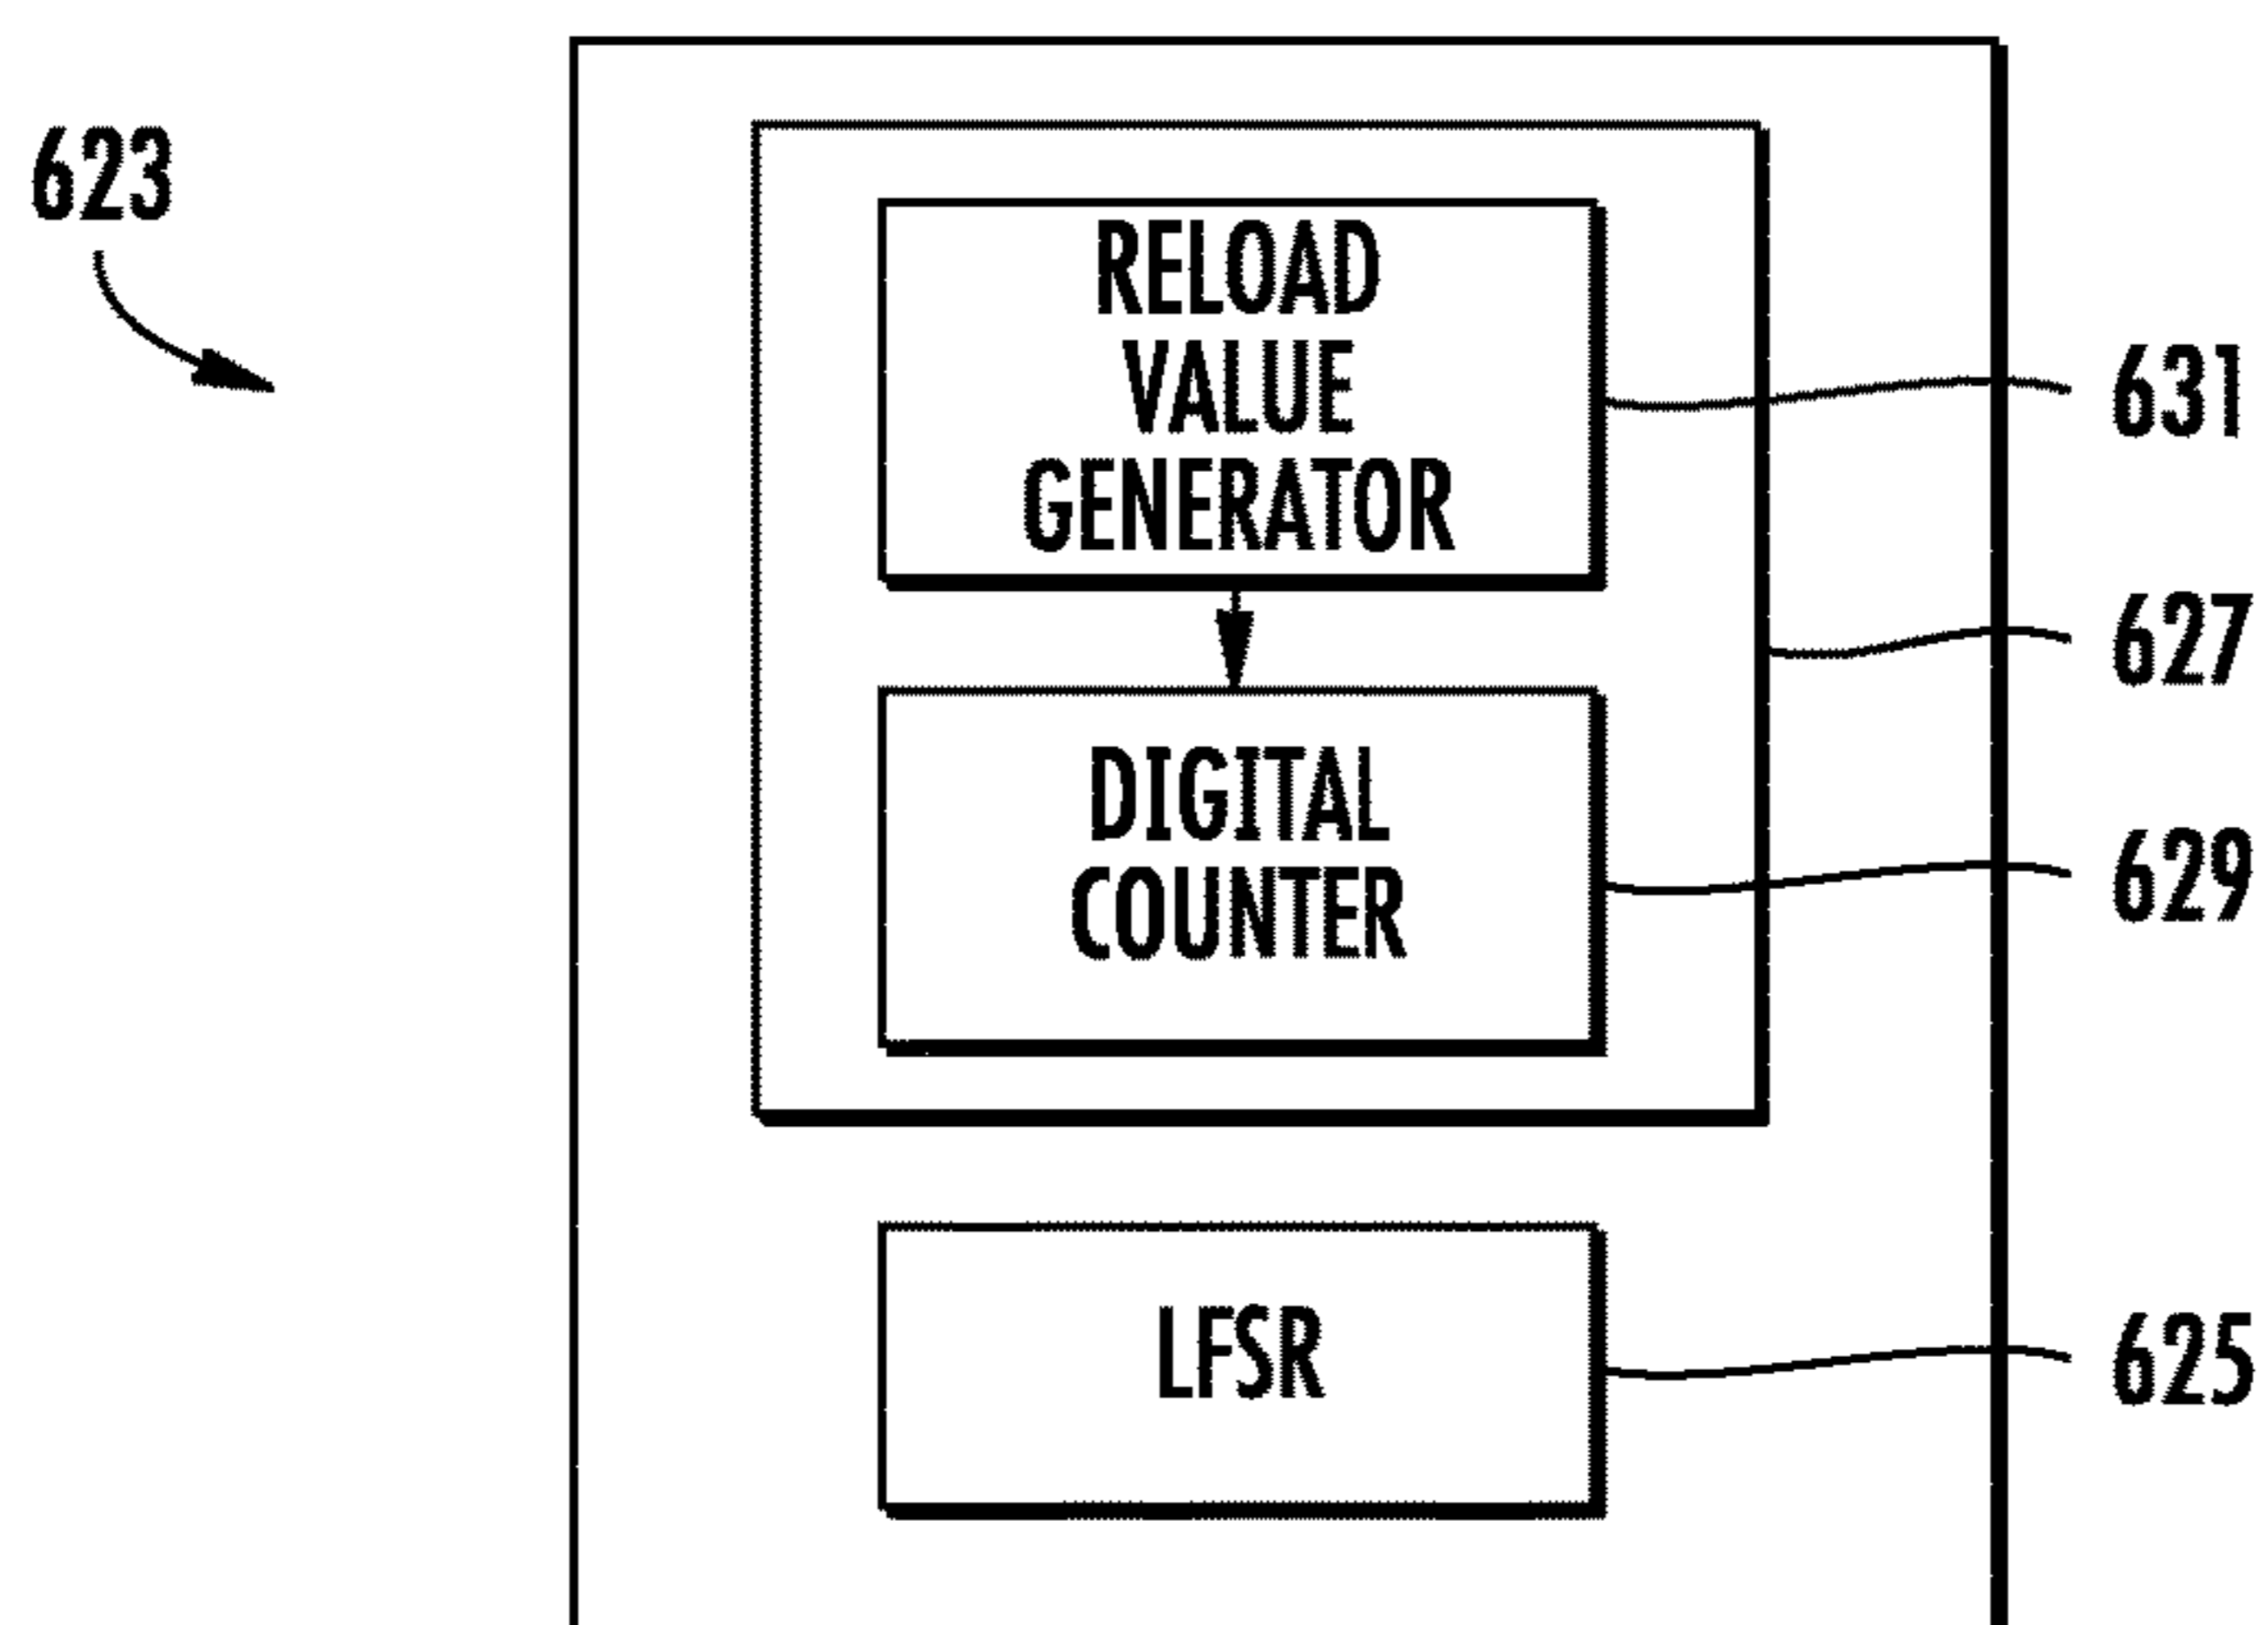 623
RELOAD
VALUE
GENERATOR
631
627
DIGITAL
COUNTER
629
LFSR
625